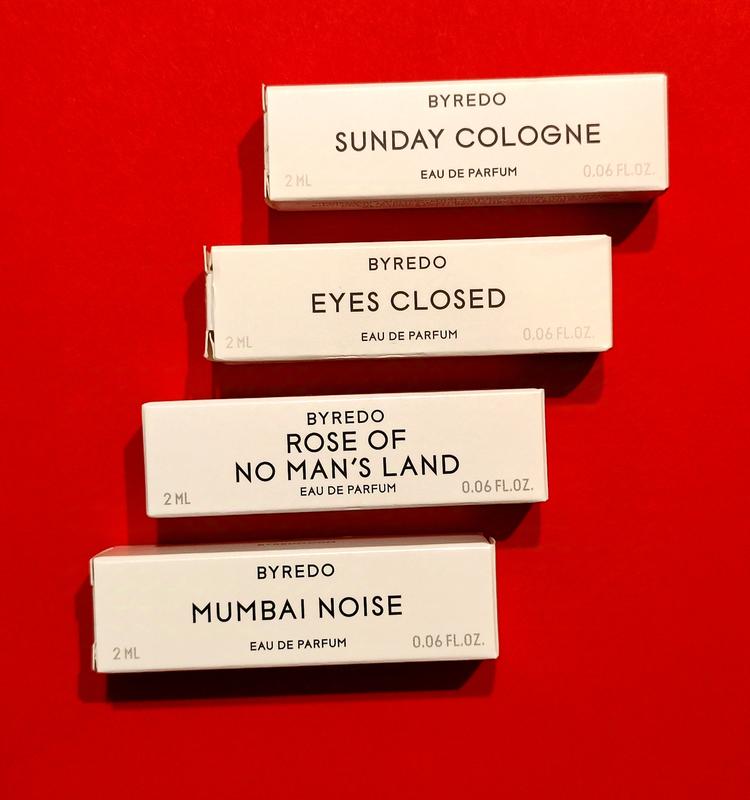 BYREDO
SUNDAY COLOGNE
EAU DE PARFUM
2 ML
0.06 FL.OZ.
BYREDO
EYES CLOSED
EAU DE PARFUM
2 ML
0.06 FL.OZ.
BYREDO
ROSE OF
NO MAN'S LAND
EAU DE PARFUM
2 ML
0.06 FL.OZ.
BYREDO
MUMBAI NOISE
EAU DE PARFUM
2 ML
0.06 FL.OZ.